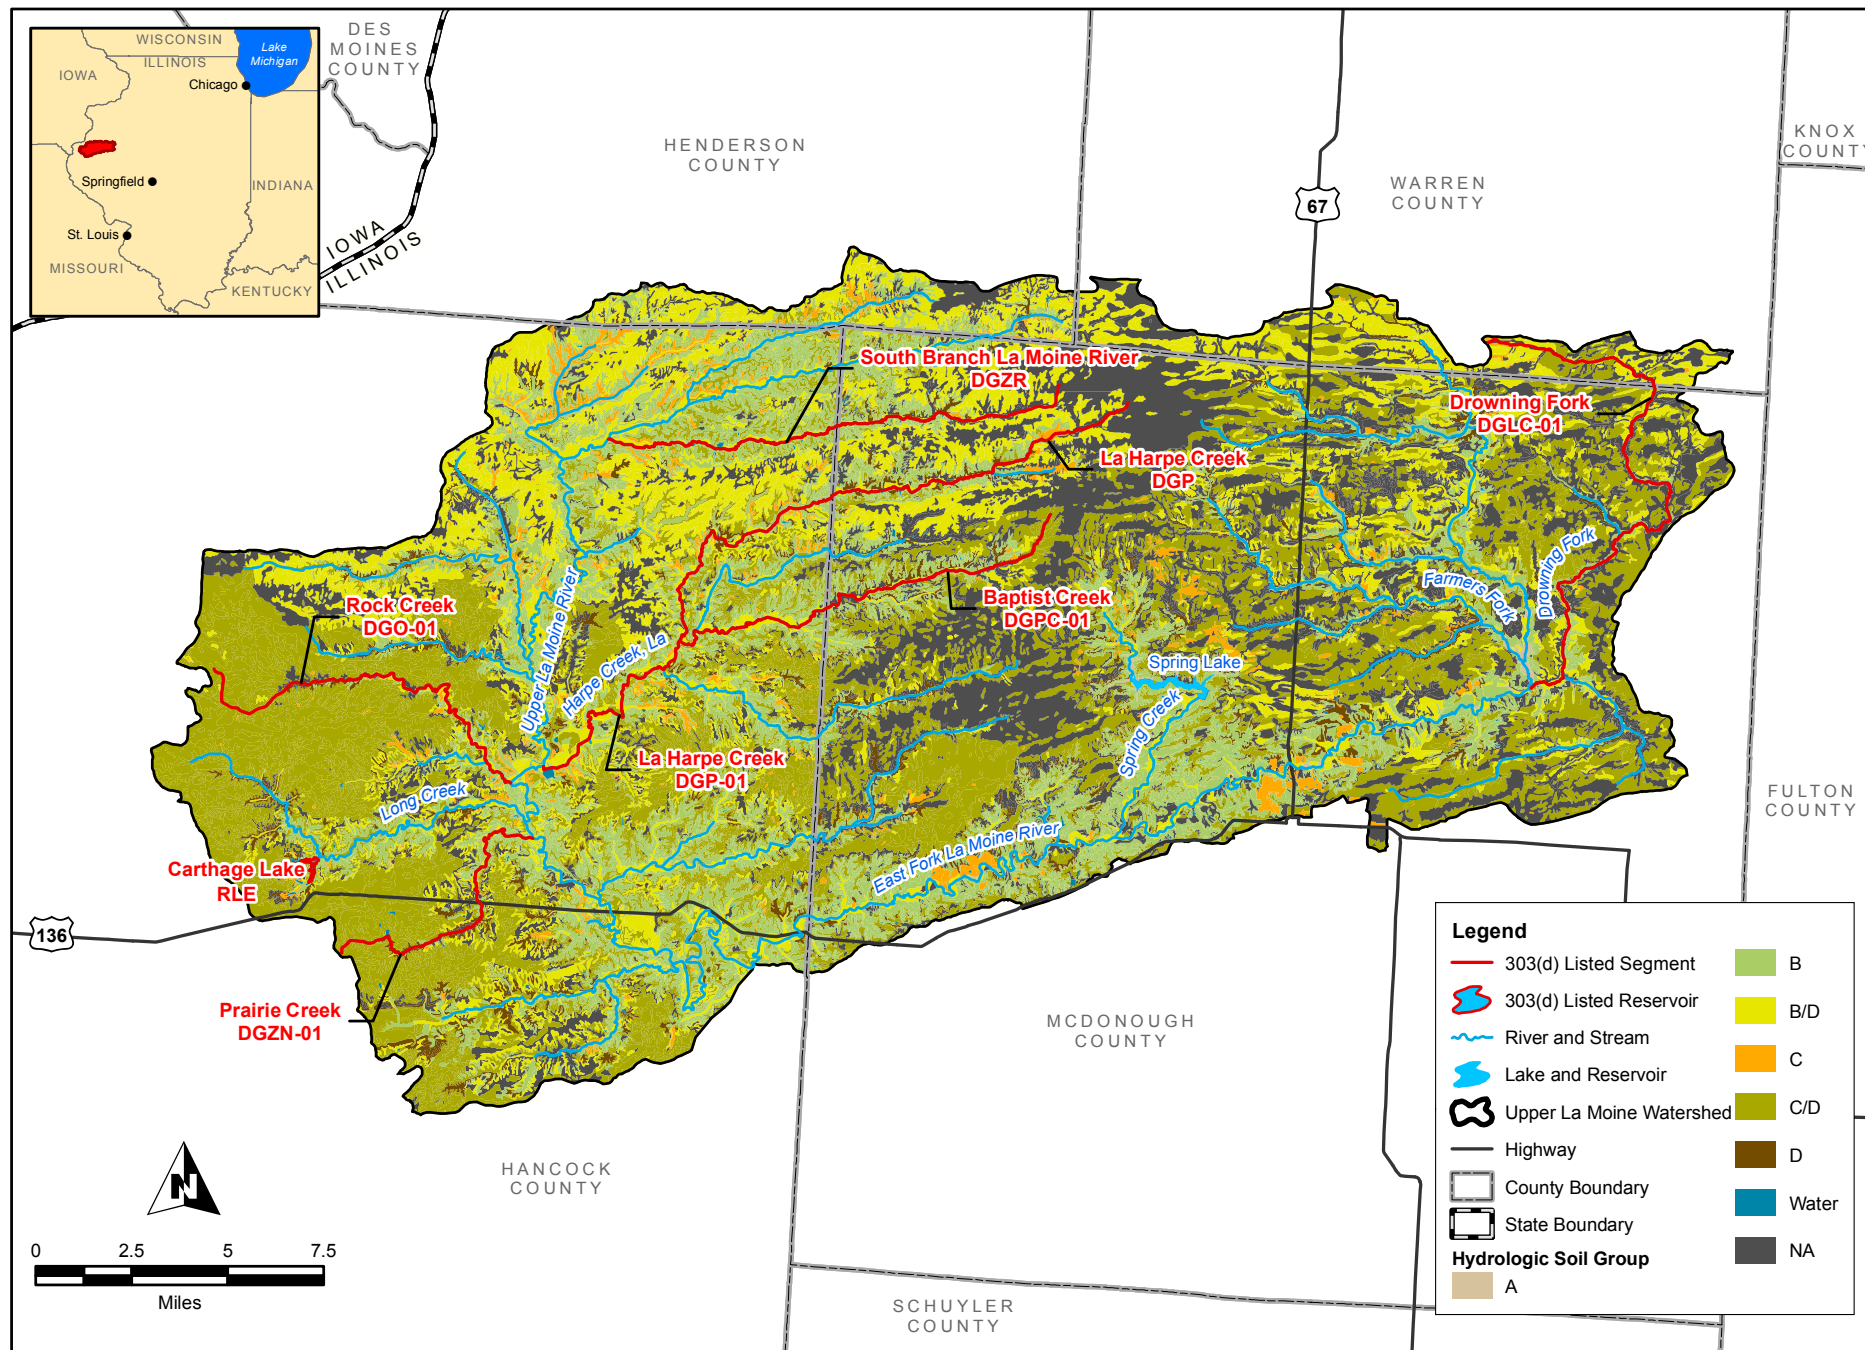 WISCONSIN
ILLINOIS
Lake
Michigan
IOWA
Chicago
Springfield
INDIANA
St. Louis
MISSOURI
KENTUCKY
DES
MOINES
COUNTY
IOWA
ILLINOIS
HENDERSON
COUNTY
67
WARREN
COUNTY
KNOX
COUNTY
South Branch La Moine River
DGZR
Drowning Fork
DGLC-01
La Harpe Creek
DGP
Rock Creek
DGO-01
Upper La Moine River
Harpe Creek, La
Baptist Creek
DGPC-01
Farmers Fork
Drowning Fork
Spring Lake
Spring Creek
La Harpe Creek
DGP-01
Long Creek
East Fork La Moine River
Carthage Lake
RLE
136
Prairie Creek
DGZN-01
FULTON
COUNTY
MCDONOUGH
COUNTY
HANCOCK
COUNTY
SCHUYLER
COUNTY
N
0 2.5 5 7.5
Miles
Legend
303(d) Listed Segment
303(d) Listed Reservoir
River and Stream
Lake and Reservoir
Upper La Moine Watershed
Highway
County Boundary
State Boundary
Hydrologic Soil Group
A
B
B/D
C
C/D
D
Water
NA